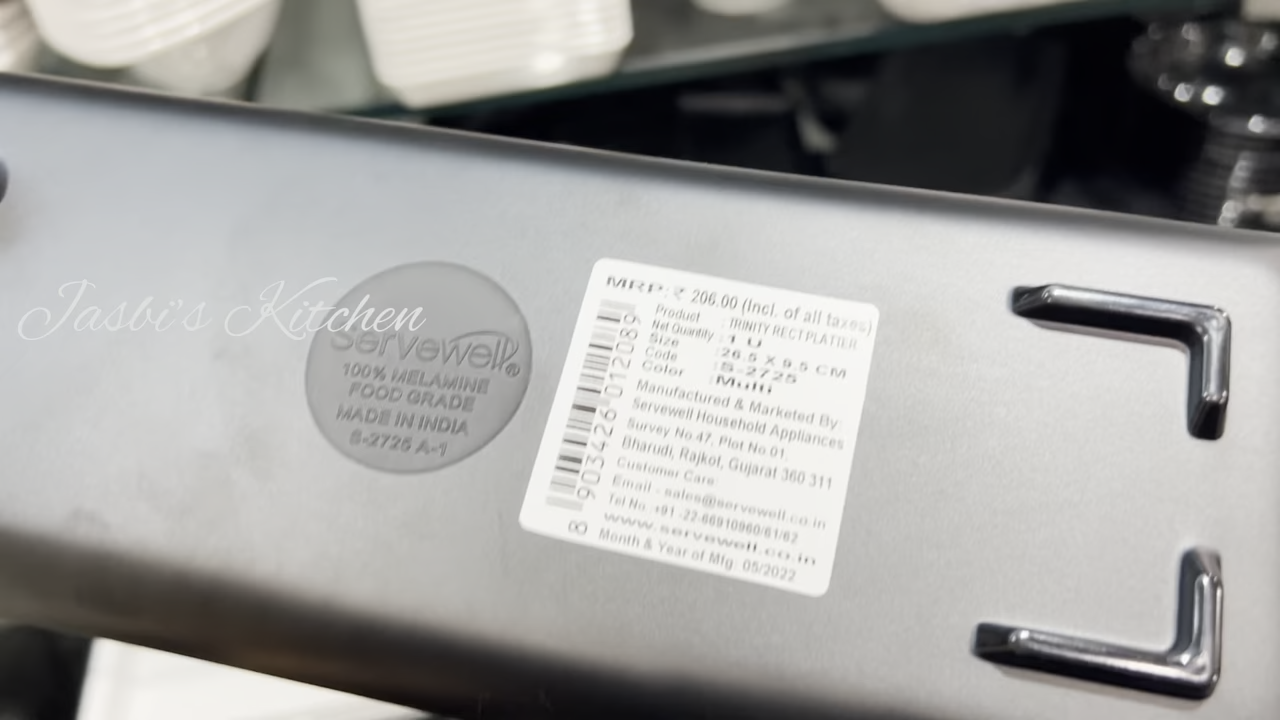 Jasbi's Kitchen
Servewell®
100% MELAMINE
FOOD GRADE
MADE IN INDIA
S-2725 A-1
MRP:₹ 206.00 (Incl. of all taxes)
Product : TRINITY RECT PLATTER
Net Quantity : 1 U
Size : 26.5 X 9.5 CM
Code : S-2725
Color : Multi
Manufactured & Marketed By:
Servewell Household Appliances
Survey No.47, Plot No.01,
Bharudi, Rajkot, Gujarat 360 311
Customer Care:
Email - sales@servewell.co.in
Tel No. +91 -22-66910960/61/62
www.servewell.co.in
Month & Year of Mfg: 05/2022
8 903426 012089